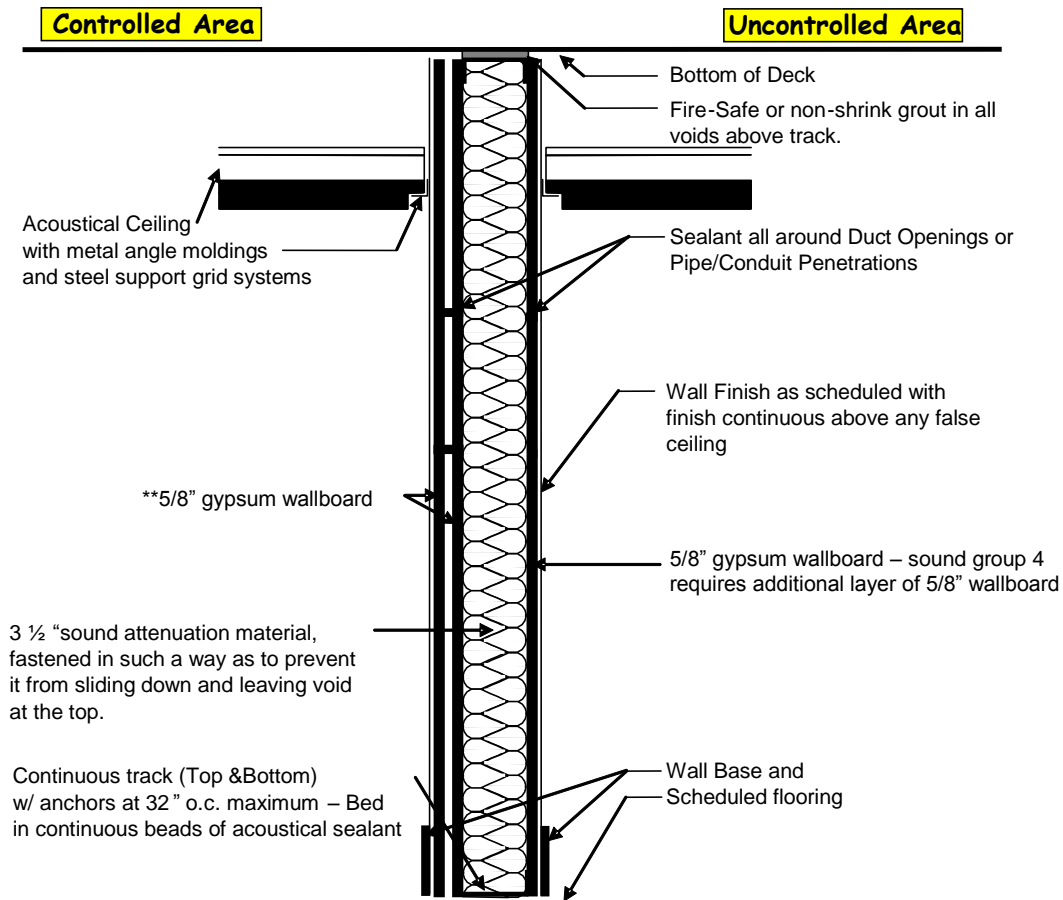 Controlled Area
Uncontrolled Area
Bottom of Deck
Fire-Safe or non-shrink grout in all
voids above track.
Acoustical Ceiling
with metal angle moldings
and steel support grid systems
Sealant all around Duct Openings or
Pipe/Conduit Penetrations
Wall Finish as scheduled with
finish continuous above any false
ceiling
**5/8” gypsum wallboard
5/8” gypsum wallboard – sound group 4
requires additional layer of 5/8” wallboard
3 ½ “sound attenuation material,
fastened in such a way as to prevent
it from sliding down and leaving void
at the top.
Continuous track (Top &Bottom)
w/ anchors at 32” o.c. maximum – Bed
in continuous beads of acoustical sealant
Wall Base and
Scheduled flooring